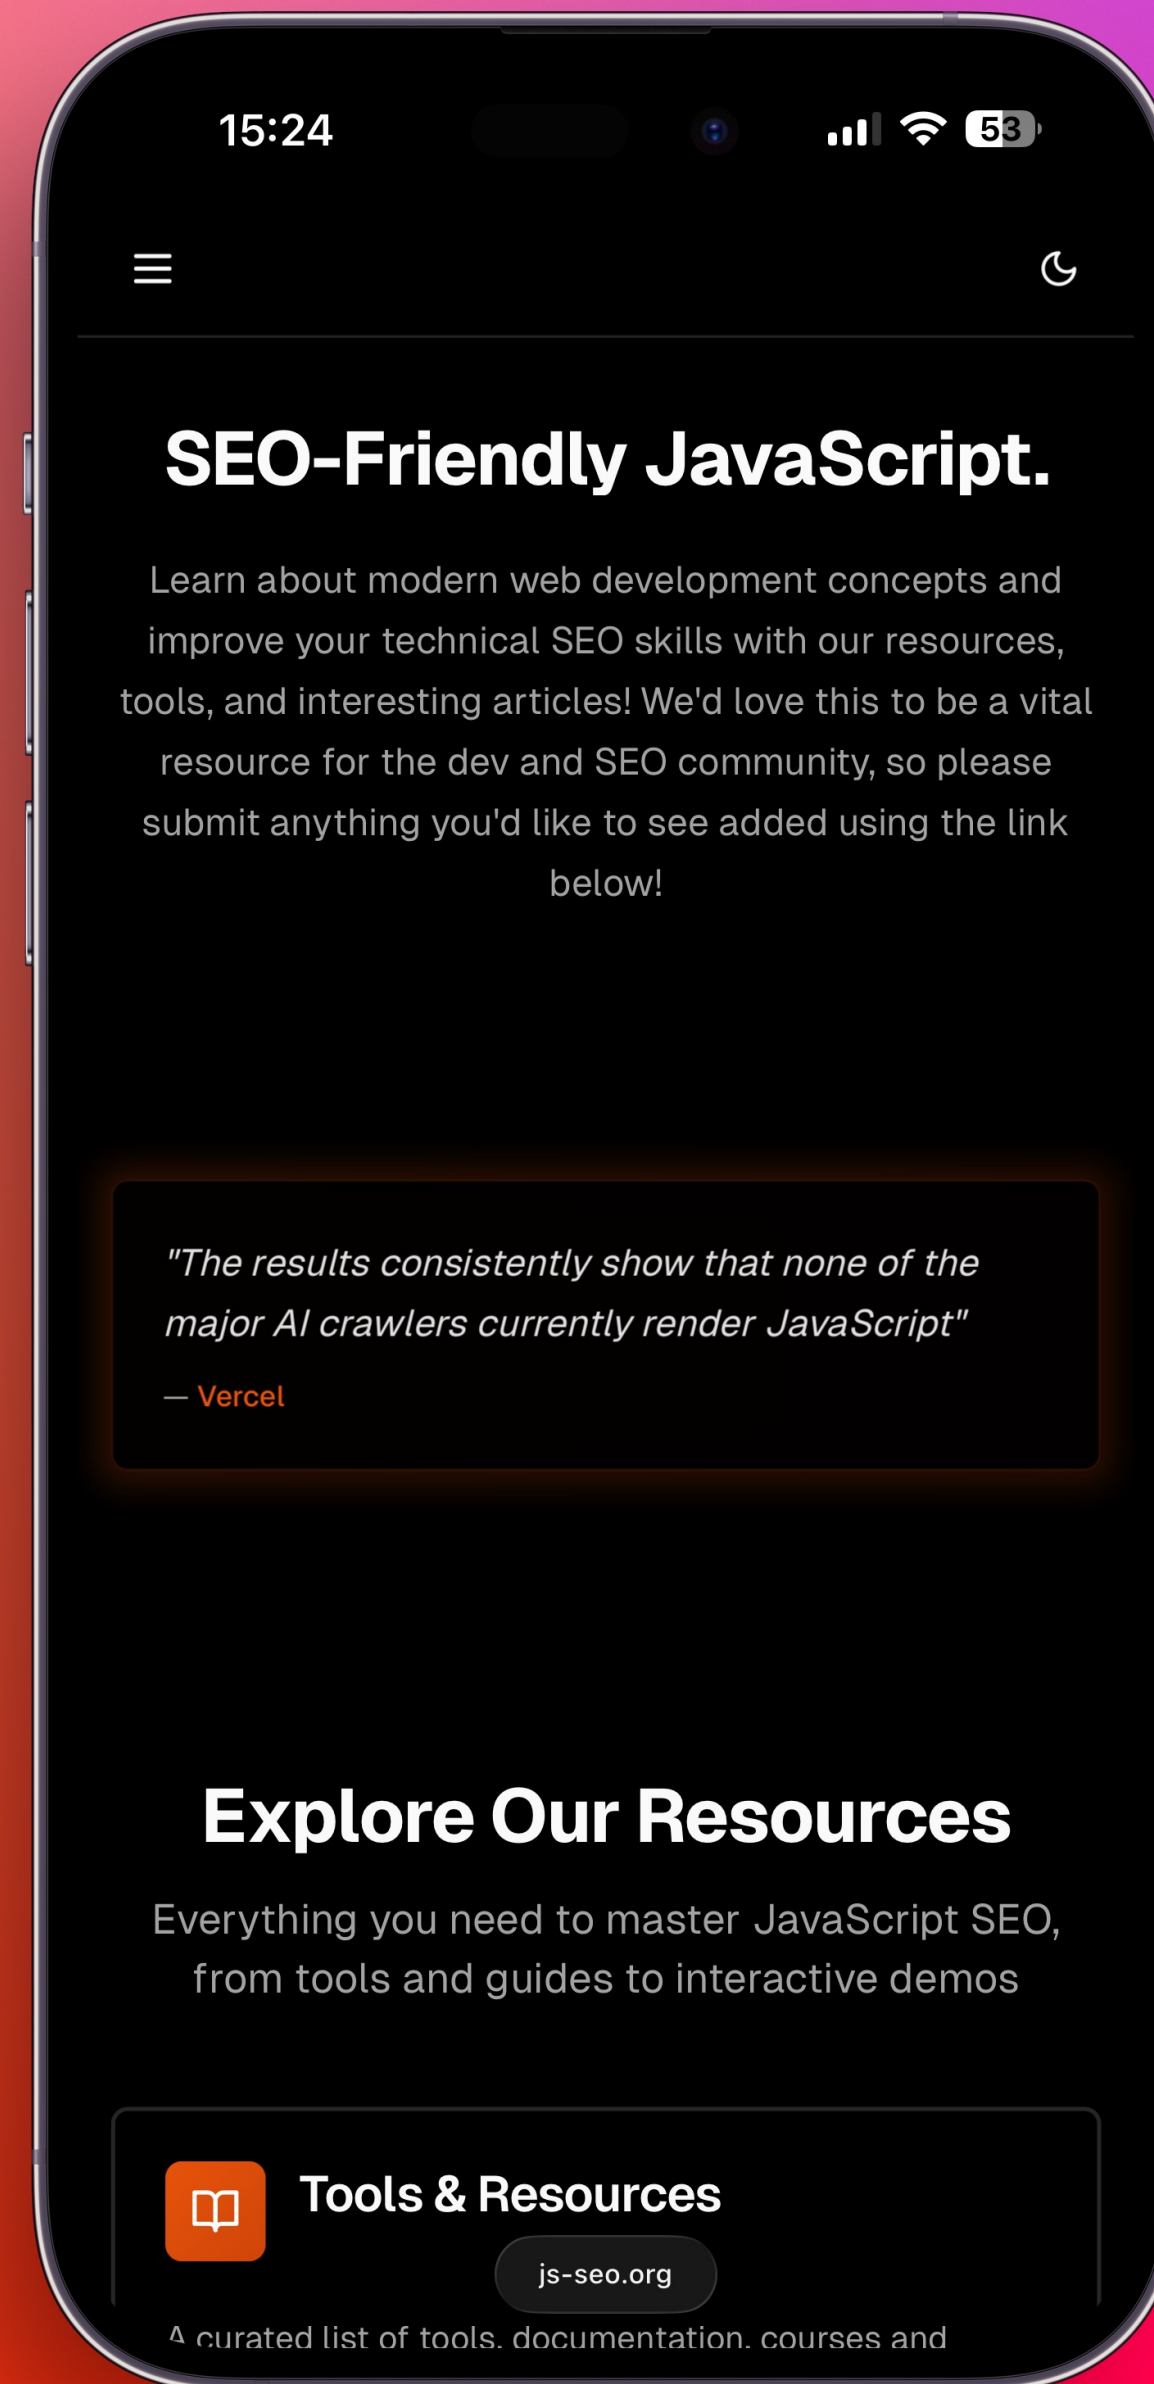 15:24
53
SEO-Friendly JavaScript.
Learn about modern web development concepts and
improve your technical SEO skills with our resources,
tools, and interesting articles! We'd love this to be a vital
resource for the dev and SEO community, so please
submit anything you'd like to see added using the link
below!
"The results consistently show that none of the
major AI crawlers currently render JavaScript"
— Vercel
Explore Our Resources
Everything you need to master JavaScript SEO,
from tools and guides to interactive demos
Tools & Resources
js-seo.org
A curated list of tools, documentation, courses and